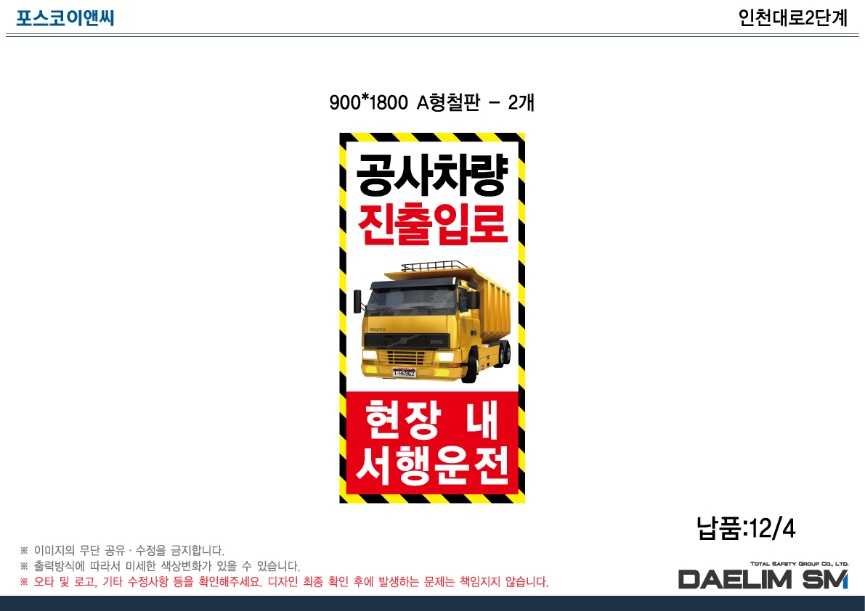 포스코이앤씨
인천대로2단계
900*1800 A형철판 - 2개
공사차량
진출입로
VOLVO
현장 내
서행운전
납품:12/4
※ 이미지의 무단 공유·수정을 금지합니다.
※ 출력방식에 따라서 미세한 색상변화가 있을 수 있습니다.
※ 오타 및 로고, 기타 수정사항 등을 확인해주세요. 디자인 최종 확인 후에 발생하는 문제는 책임지지 않습니다.
TOTAL SAFETY GROUP CO., LTD.
DAELIM SM